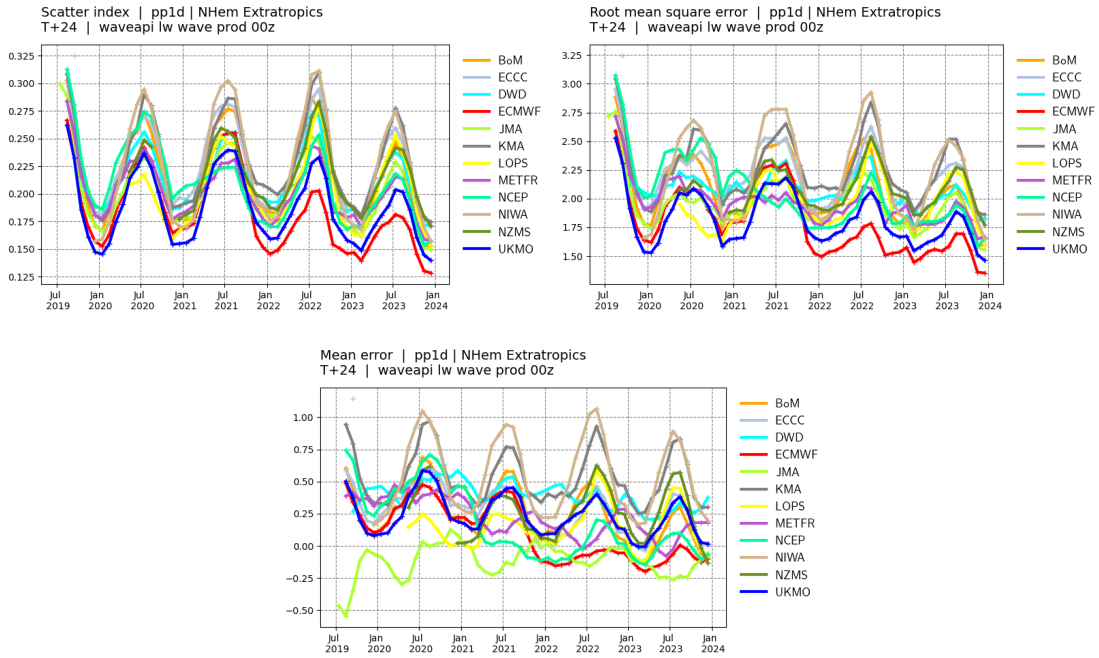 Scatter index | pp1d | NHem Extratropics
T+24 | waveapi lw wave prod 00z
0.325
0.300
0.275
0.250
0.225
0.200
0.175
0.150
0.125
Jul
2019
Jan
2020
Jul
2020
Jan
2021
Jul
2021
Jan
2022
Jul
2022
Jan
2023
Jul
2023
Jan
2024
BoM
ECCC
DWD
ECMWF
JMA
KMA
LOPS
METFR
NCEP
NIWA
NZMS
UKMO
Root mean square error | pp1d | NHem Extratropics
T+24 | waveapi lw wave prod 00z
3.25
3.00
2.75
2.50
2.25
2.00
1.75
1.50
Jul
2019
Jan
2020
Jul
2020
Jan
2021
Jul
2021
Jan
2022
Jul
2022
Jan
2023
Jul
2023
Jan
2024
BoM
ECCC
DWD
ECMWF
JMA
KMA
LOPS
METFR
NCEP
NIWA
NZMS
UKMO
Mean error | pp1d | NHem Extratropics
T+24 | waveapi lw wave prod 00z
1.00
0.75
0.50
0.25
0.00
−0.25
−0.50
Jul
2019
Jan
2020
Jul
2020
Jan
2021
Jul
2021
Jan
2022
Jul
2022
Jan
2023
Jul
2023
Jan
2024
BoM
ECCC
DWD
ECMWF
JMA
KMA
LOPS
METFR
NCEP
NIWA
NZMS
UKMO